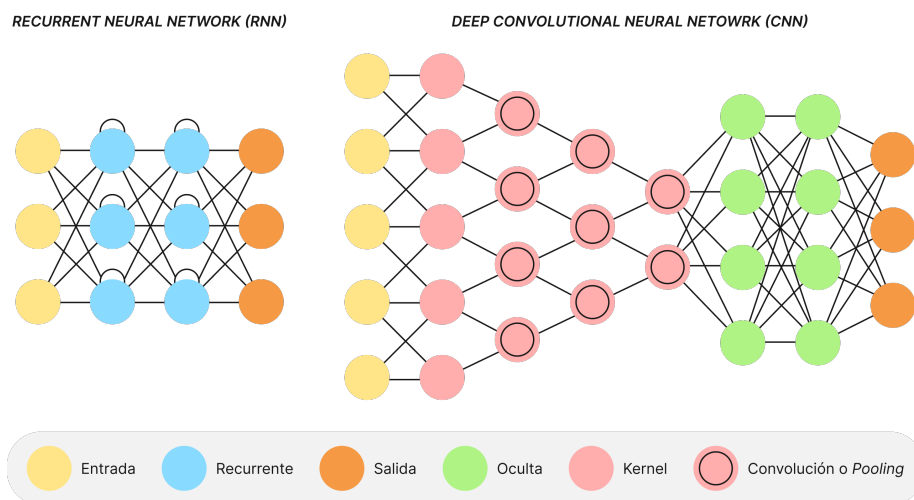 RECURRENT NEURAL NETWORK (RNN)
DEEP CONVOLUTIONAL NEURAL NETOWRK (CNN)
Entrada
Recurrente
Salida
Oculta
Kernel
Convolución o Pooling